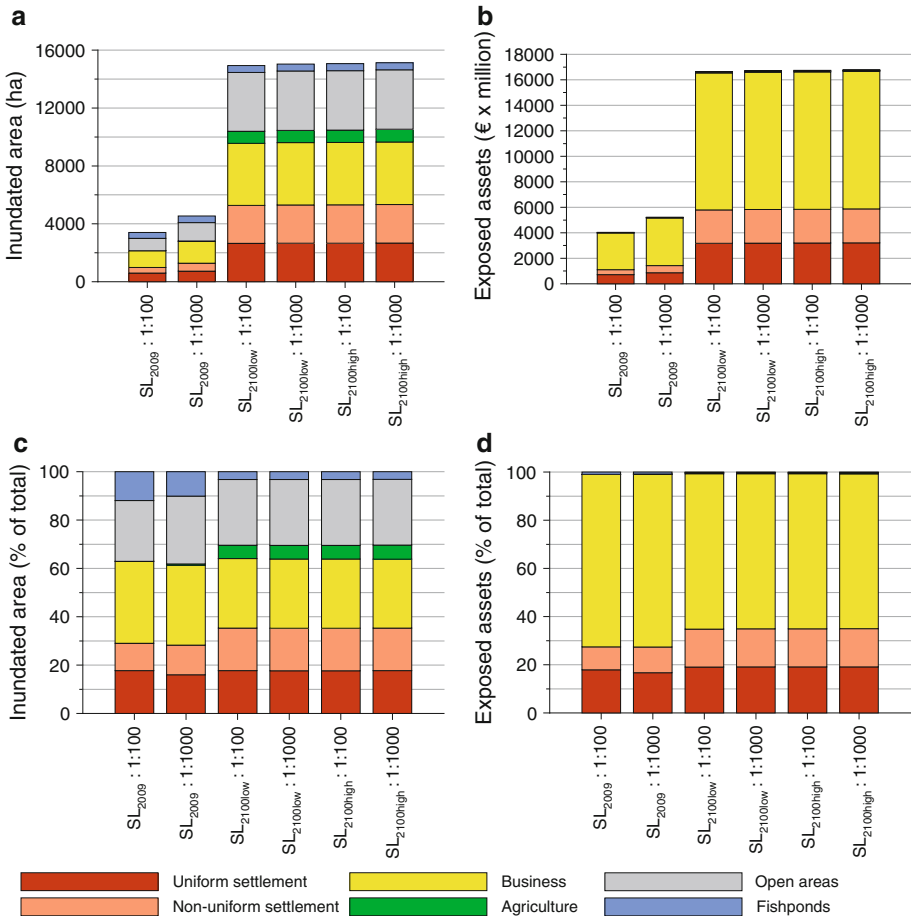 a
Inundated area (ha)
16000
12000
8000
4000
0
SL2009 : 1:100
SL2009 : 1:1000
SL2100low : 1:100
SL2100low : 1:1000
SL2100high : 1:100
SL2100high : 1:1000
b
Exposed assets (€ x million)
18000
16000
14000
12000
10000
8000
6000
4000
2000
0
SL2009 : 1:100
SL2009 : 1:1000
SL2100low : 1:100
SL2100low : 1:1000
SL2100high : 1:100
SL2100high : 1:1000
c
Inundated area (% of total)
100
80
60
40
20
0
SL2009 : 1:100
SL2009 : 1:1000
SL2100low : 1:100
SL2100low : 1:1000
SL2100high : 1:100
SL2100high : 1:1000
d
Exposed assets (% of total)
100
80
60
40
20
0
SL2009 : 1:100
SL2009 : 1:1000
SL2100low : 1:100
SL2100low : 1:1000
SL2100high : 1:100
SL2100high : 1:1000
Uniform settlement
Business
Open areas
Non-uniform settlement
Agriculture
Fishponds